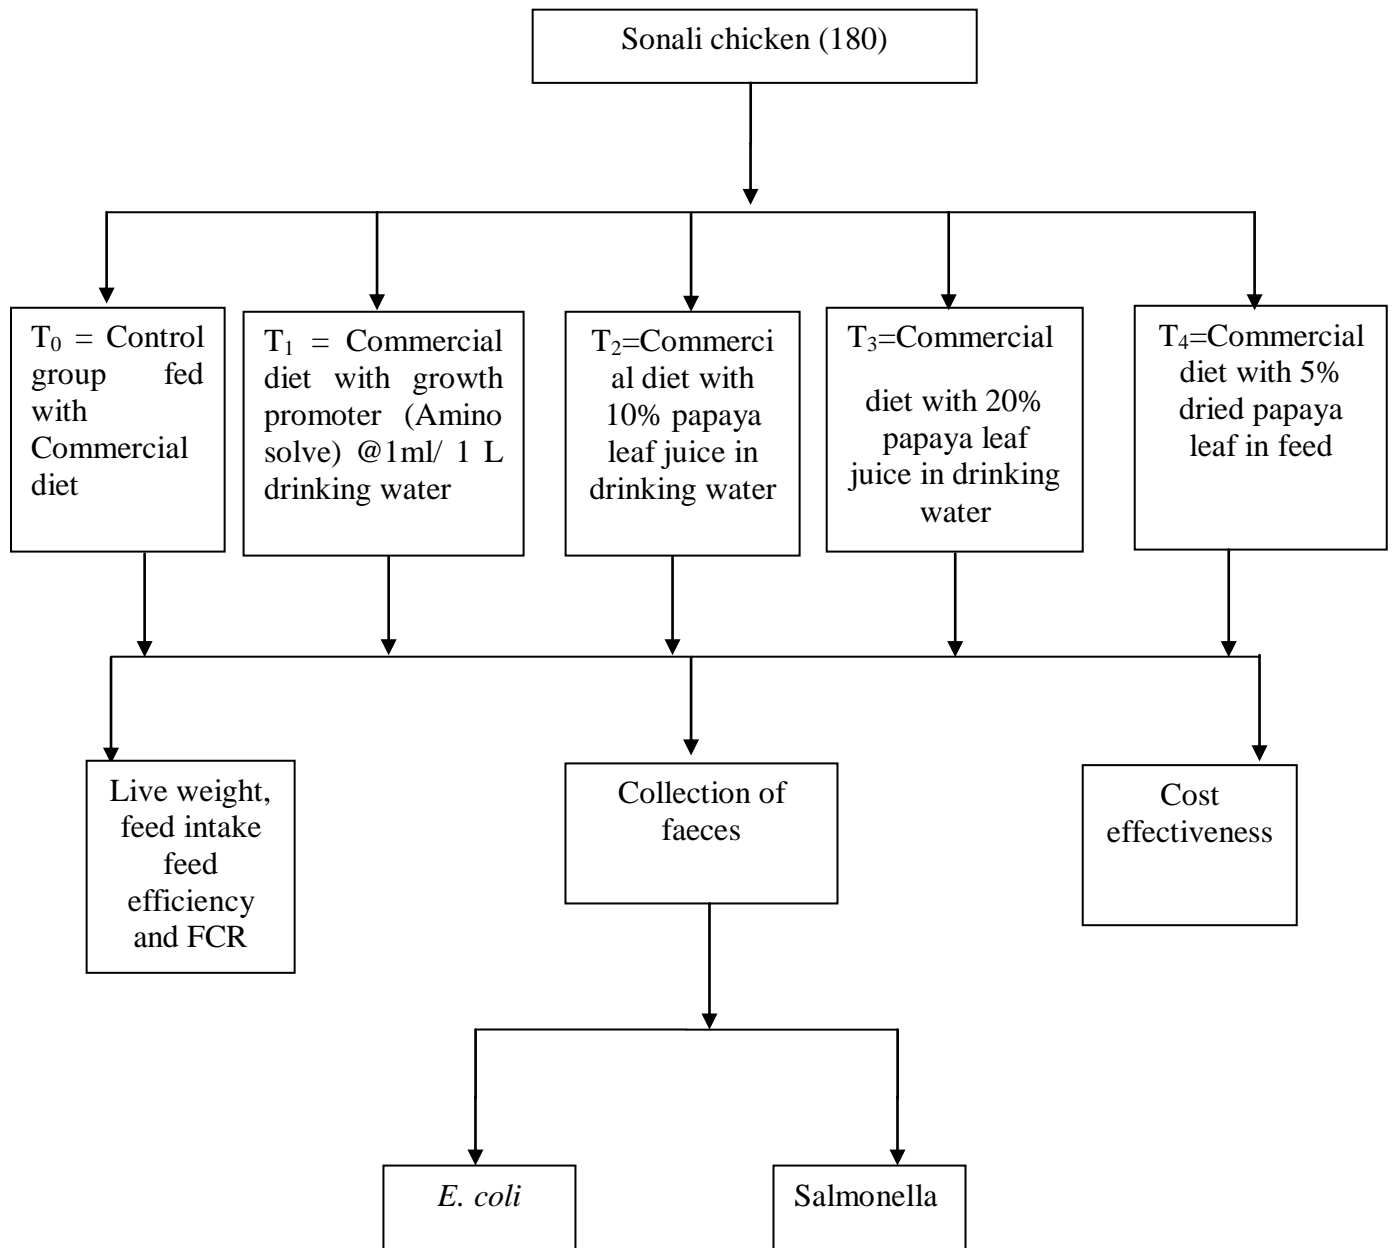 Sonali chicken (180)
T₀ = Control
group fed
with
Commercial
diet
T₁ = Commercial
diet with growth
promoter (Amino
solve) @1ml/ 1 L
drinking water
T₂=Commerci
al diet with
10% papaya
leaf juice in
drinking water
T₃=Commercial
diet with 20%
papaya leaf
juice in drinking
water
T₄=Commercial
diet with 5%
dried papaya
leaf in feed
Live weight,
feed intake
feed
efficiency
and FCR
Collection of
faeces
Cost
effectiveness
E. coli
Salmonella